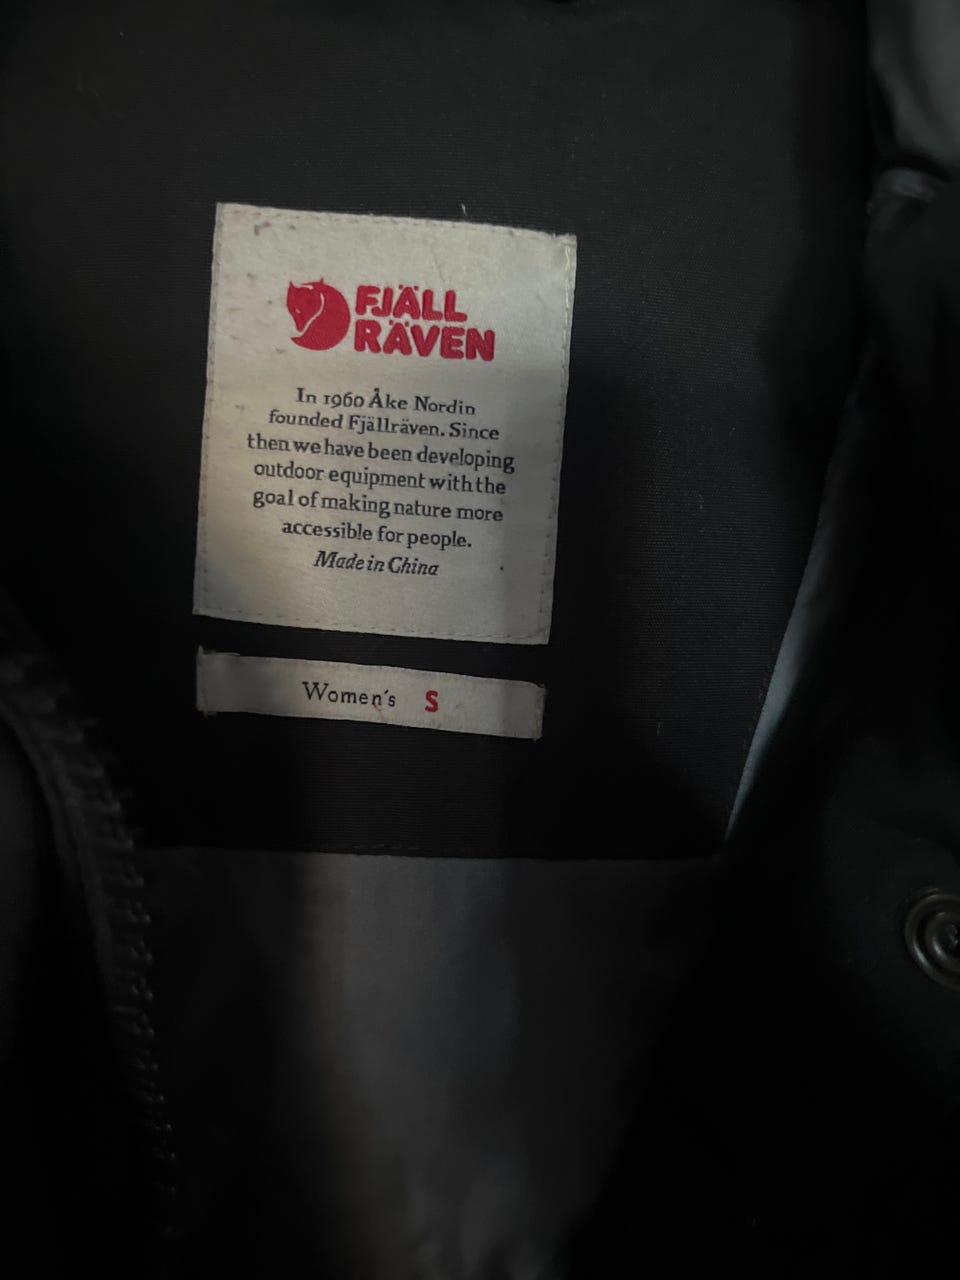 FJÄLL
RÄVEN
In 1960 Åke Nordin
founded Fjällräven. Since
then we have been developing
outdoor equipment with the
goal of making nature more
accessible for people.
Made in China
Women's S